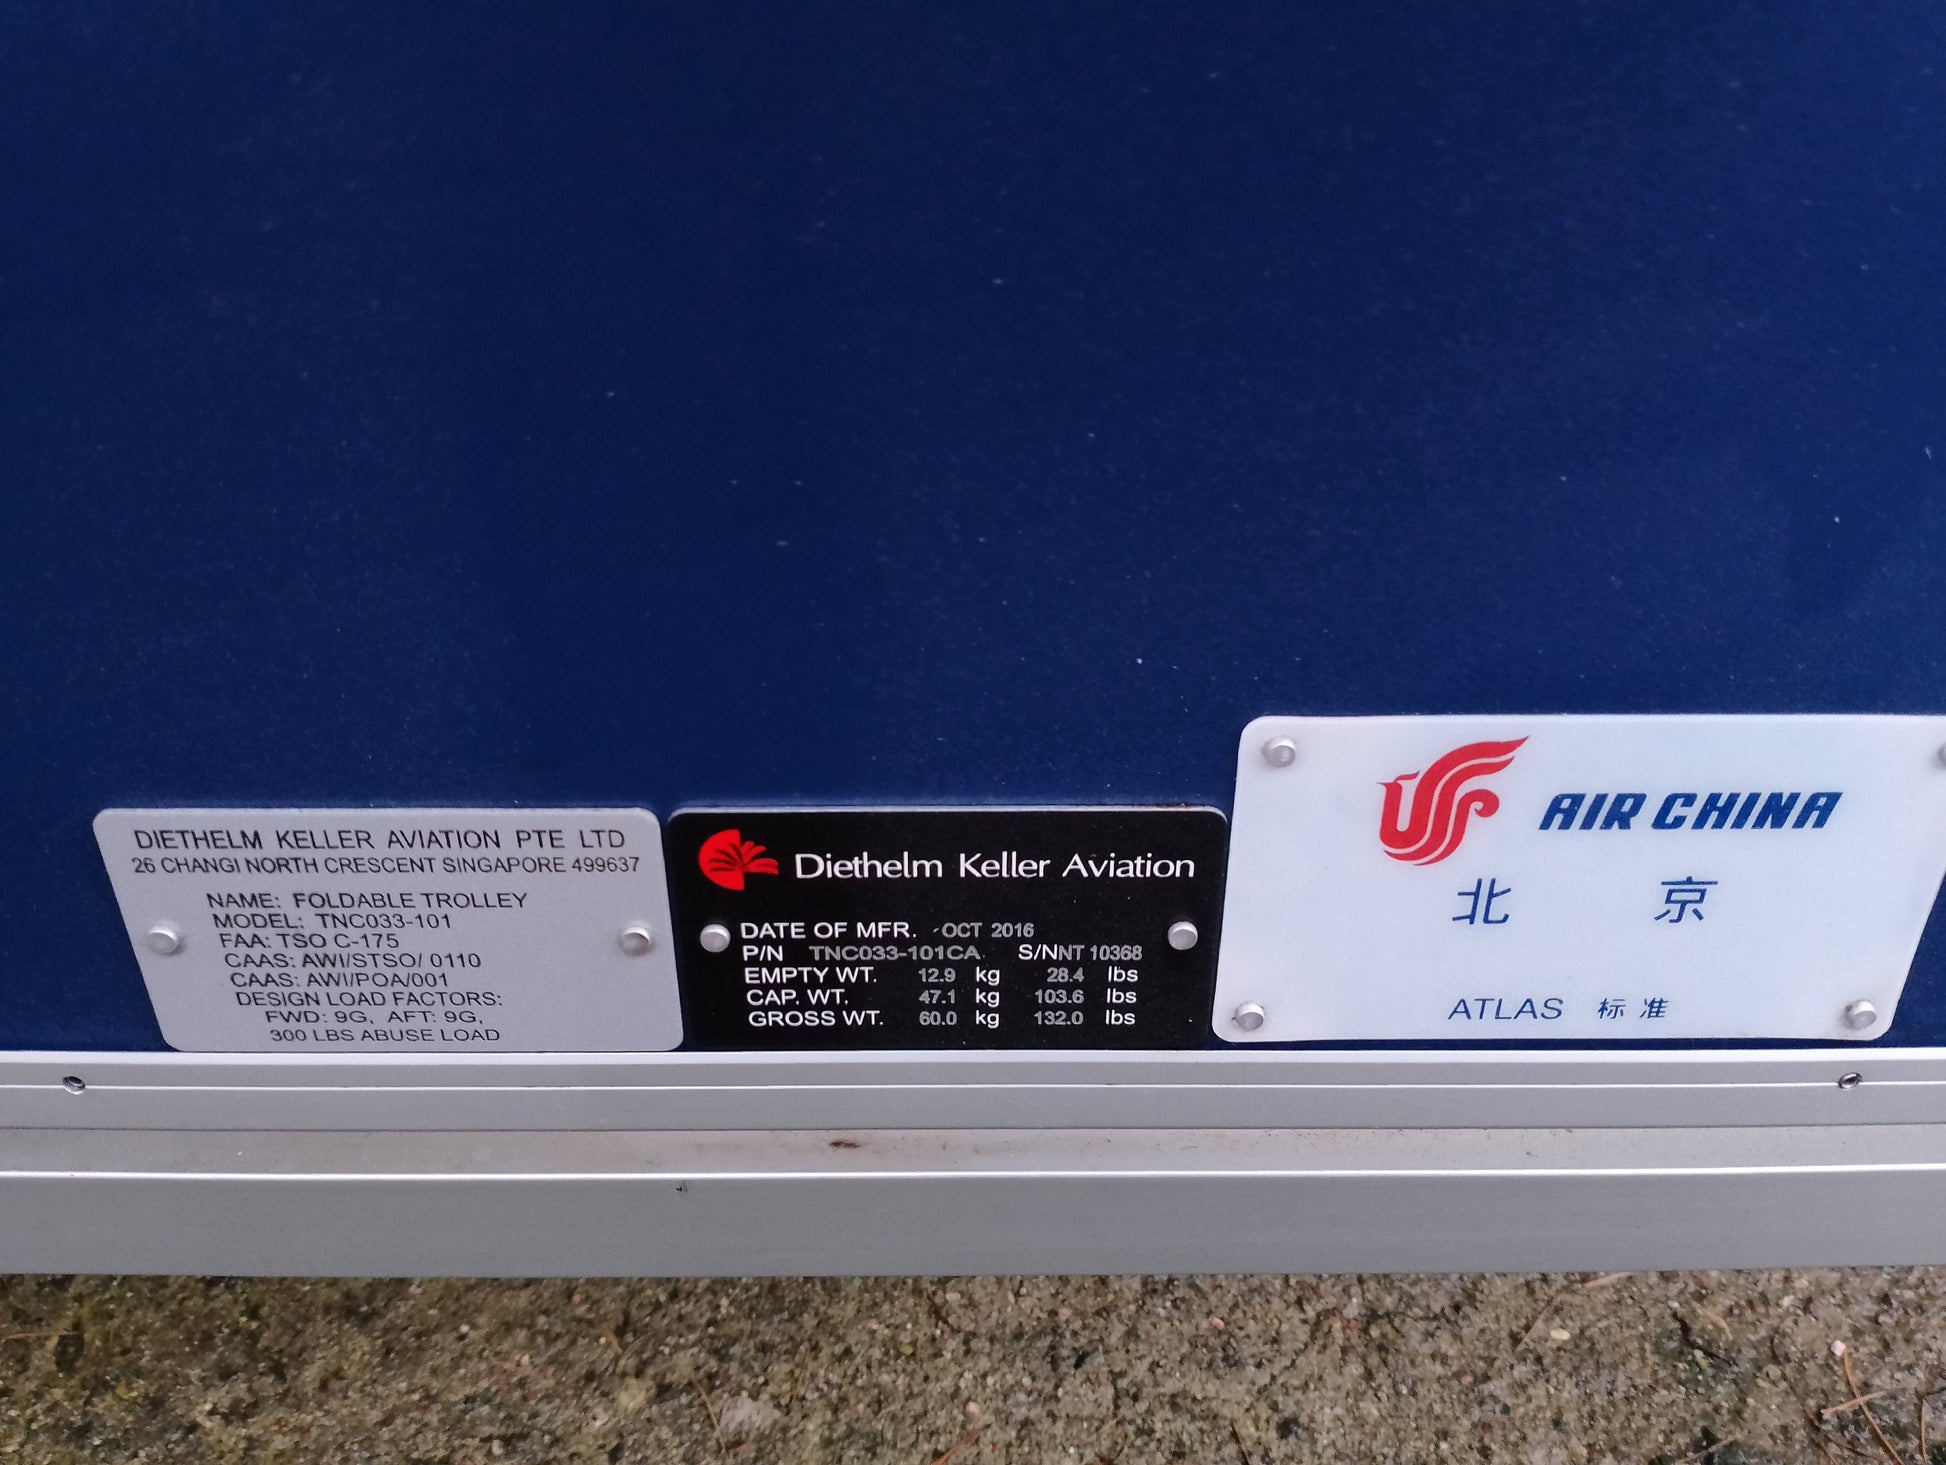 DIETHELM KELLER AVIATION PTE LTD
26 CHANGI NORTH CRESCENT SINGAPORE 499637
NAME: FOLDABLE TROLLEY
MODEL: TNC033-101
FAA: TSO C-175
CAAS: AWI/STSO/ 0110
CAAS: AWI/POA/001
DESIGN LOAD FACTORS:
FWD: 9G, AFT: 9G,
300 LBS ABUSE LOAD
Diethelm Keller Aviation
DATE OF MFR. OCT 2016
P/N TNC033-101CA S/N NT 10368
EMPTY WT. 12.9 kg 28.4 lbs
CAP. WT. 47.1 kg 103.6 lbs
GROSS WT. 60.0 kg 132.0 lbs
AIR CHINA
北 京
ATLAS 标 准